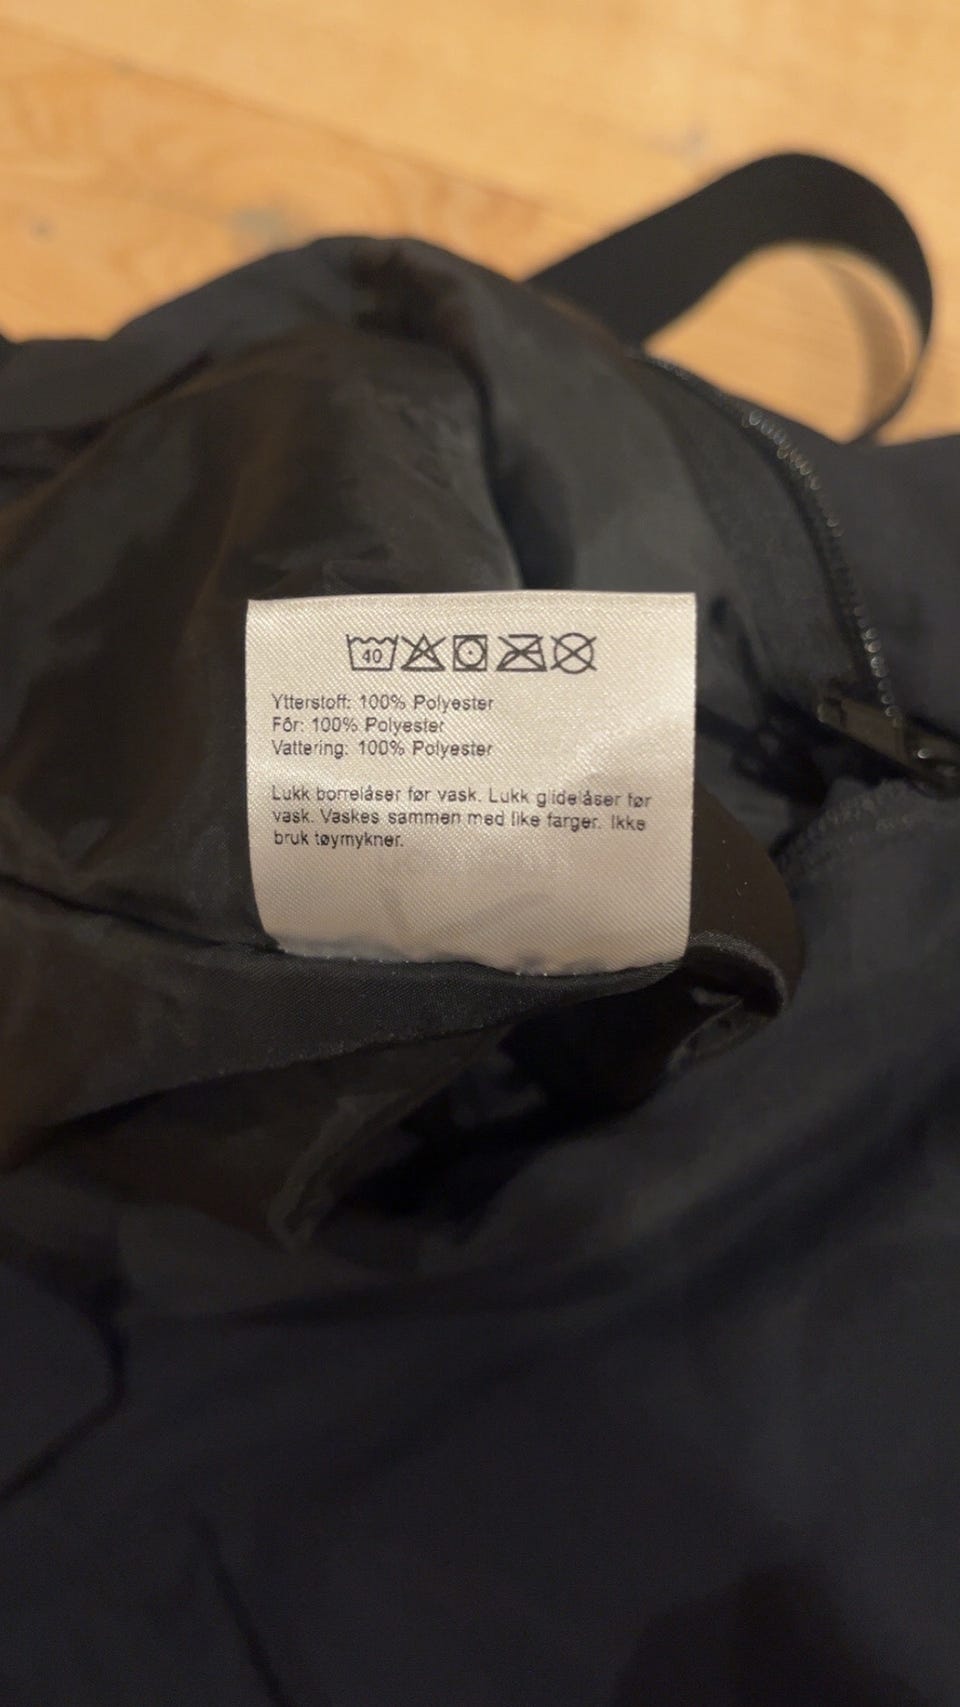 40
Ytterstoff: 100% Polyester
Fôr: 100% Polyester
Vattering: 100% Polyester
Lukk borrelåser før vask. Lukk glidelåser før
vask. Vaskes sammen med like farger. Ikke
bruk tøymykner.